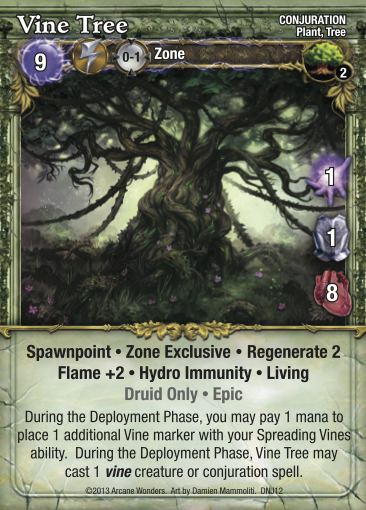 Vine Tree
CONJURATION
Plant, Tree
9
0-1
Zone
2
1
1
8
Spawnpoint • Zone Exclusive • Regenerate 2
Flame +2 • Hydro Immunity • Living
Druid Only • Epic
During the Deployment Phase, you may pay 1 mana to
place 1 additional Vine marker with your Spreading Vines
ability. During the Deployment Phase, Vine Tree may
cast 1 vine creature or conjuration spell.
©2013 Arcane Wonders. Art by Damien Mammoliti. DNJ12